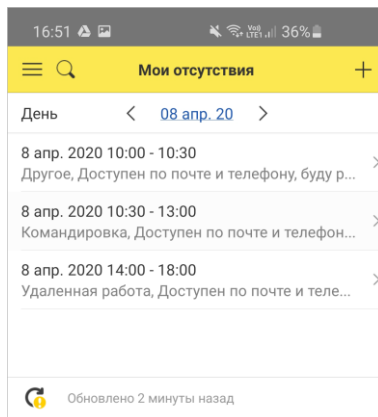 16:51 VoI) LTE1 36%
Мои отсутствия
День 08 апр. 20
8 апр. 2020 10:00 - 10:30
Другое, Доступен по почте и телефону, буду р...
8 апр. 2020 10:30 - 13:00
Командировка, Доступен по почте и телефон...
8 апр. 2020 14:00 - 18:00
Удаленная работа, Доступен по почте и теле...
Обновлено 2 минуты назад